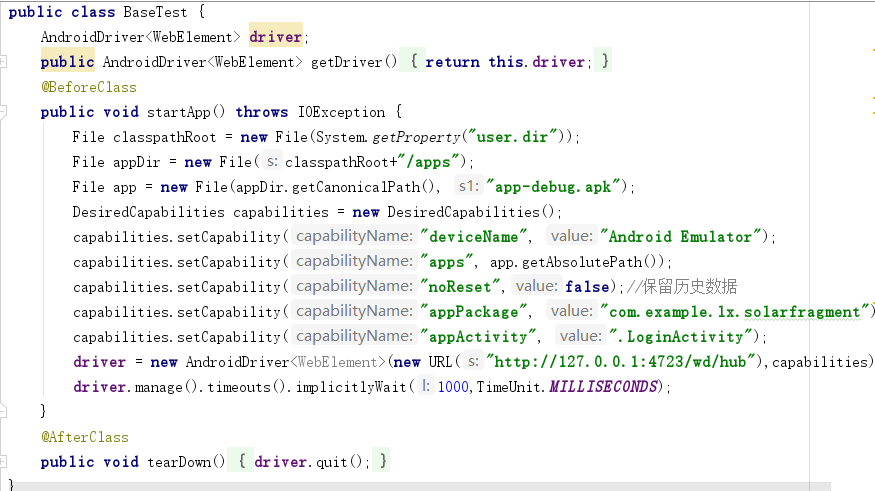 public class BaseTest {
AndroidDriver<WebElement> driver;
public AndroidDriver<WebElement> getDriver() { return this.driver; }
@BeforeClass
public void startApp() throws IOException {
File classpathRoot = new File(System.getProperty("user.dir"));
File appDir = new File( s: classpathRoot+"/apps");
File app = new File(appDir.getCanonicalPath(), s1: "app-debug.apk");
DesiredCapabilities capabilities = new DesiredCapabilities();
capabilities.setCapability( capabilityName: "deviceName", value: "Android Emulator");
capabilities.setCapability( capabilityName: "apps", app.getAbsolutePath());
capabilities.setCapability( capabilityName: "noReset", value: false);//保留历史数据
capabilities.setCapability( capabilityName: "appPackage", value: "com.example.lx.solarfragment")
capabilities.setCapability( capabilityName: "appActivity", value: ".LoginActivity");
driver = new AndroidDriver<WebElement>(new URL( s: "http://127.0.0.1:4723/wd/hub"),capabilities)
driver.manage().timeouts().implicitlyWait( l: 1000,TimeUnit.MILLISECONDS);
}
@AfterClass
public void tearDown() { driver.quit(); }
}